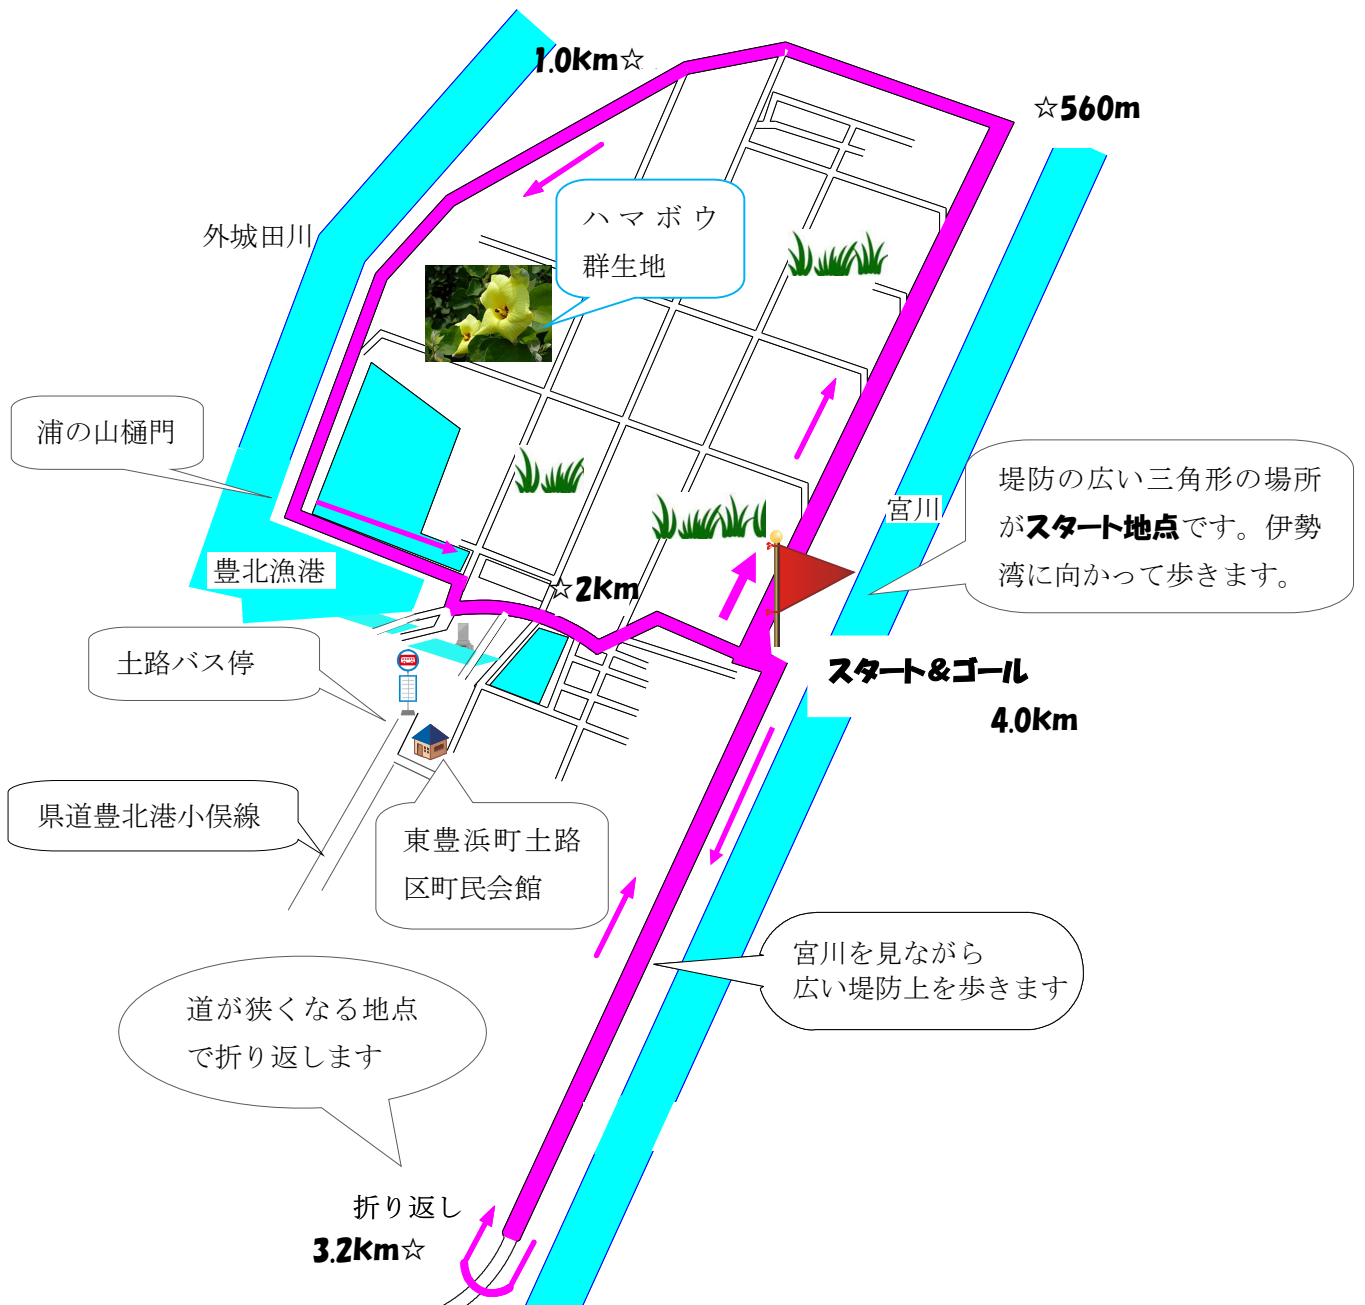 1.0km☆
☆560m
ハマボウ
群生地
外城田川
浦の山樋門
堤防の広い三角形の場所
がスタート地点です。伊勢
湾に向かって歩きます。
宮川
豊北漁港
☆2km
土路バス停
スタート&ゴール
4.0km
県道豊北港小俣線
東豊浜町土路
区町民会館
宮川を見ながら
広い堤防上を歩きます
道が狭くなる地点
で折り返します
折り返し
3.2km☆